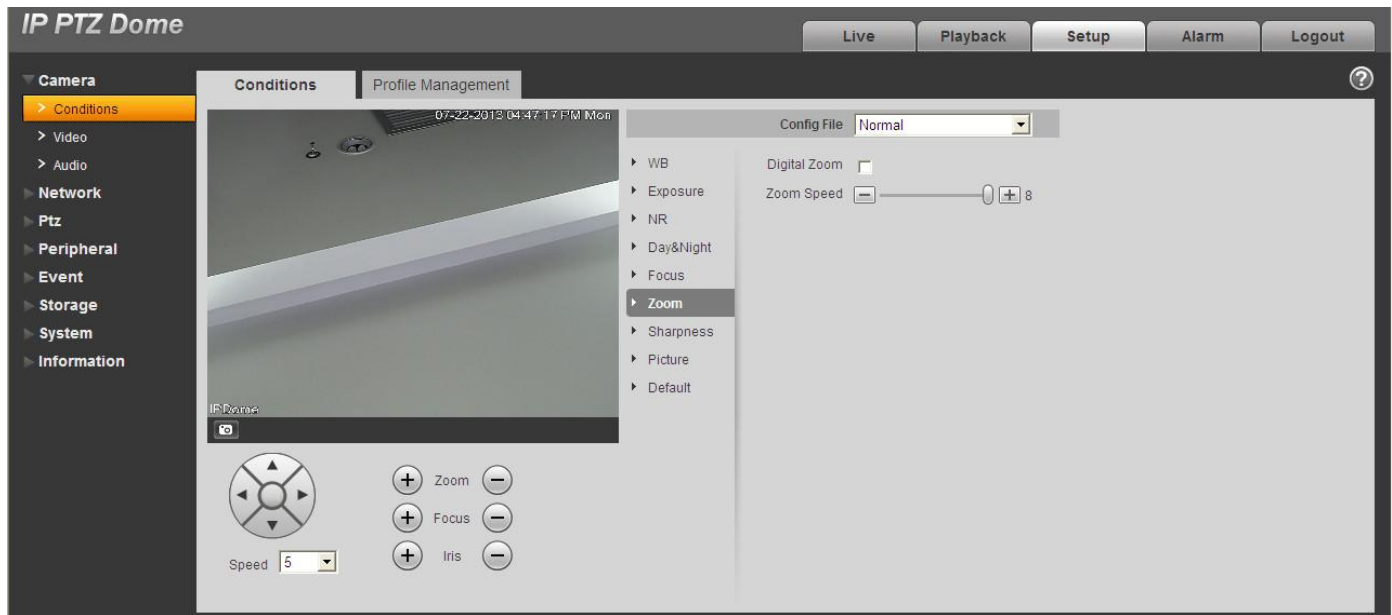 IP PTZ Dome
Live Playback Setup Alarm Logout
Camera
Conditions
Video
Audio
Network
Ptz
Peripheral
Event
Storage
System
Information
Conditions Profile Management
07-22-2013 04:47:17 PM Mon
IPDome
Speed 5
Zoom
Focus
Iris
Config File Normal
WB
Exposure
NR
Day&Night
Focus
Zoom
Sharpness
Picture
Default
Digital Zoom
Zoom Speed 8